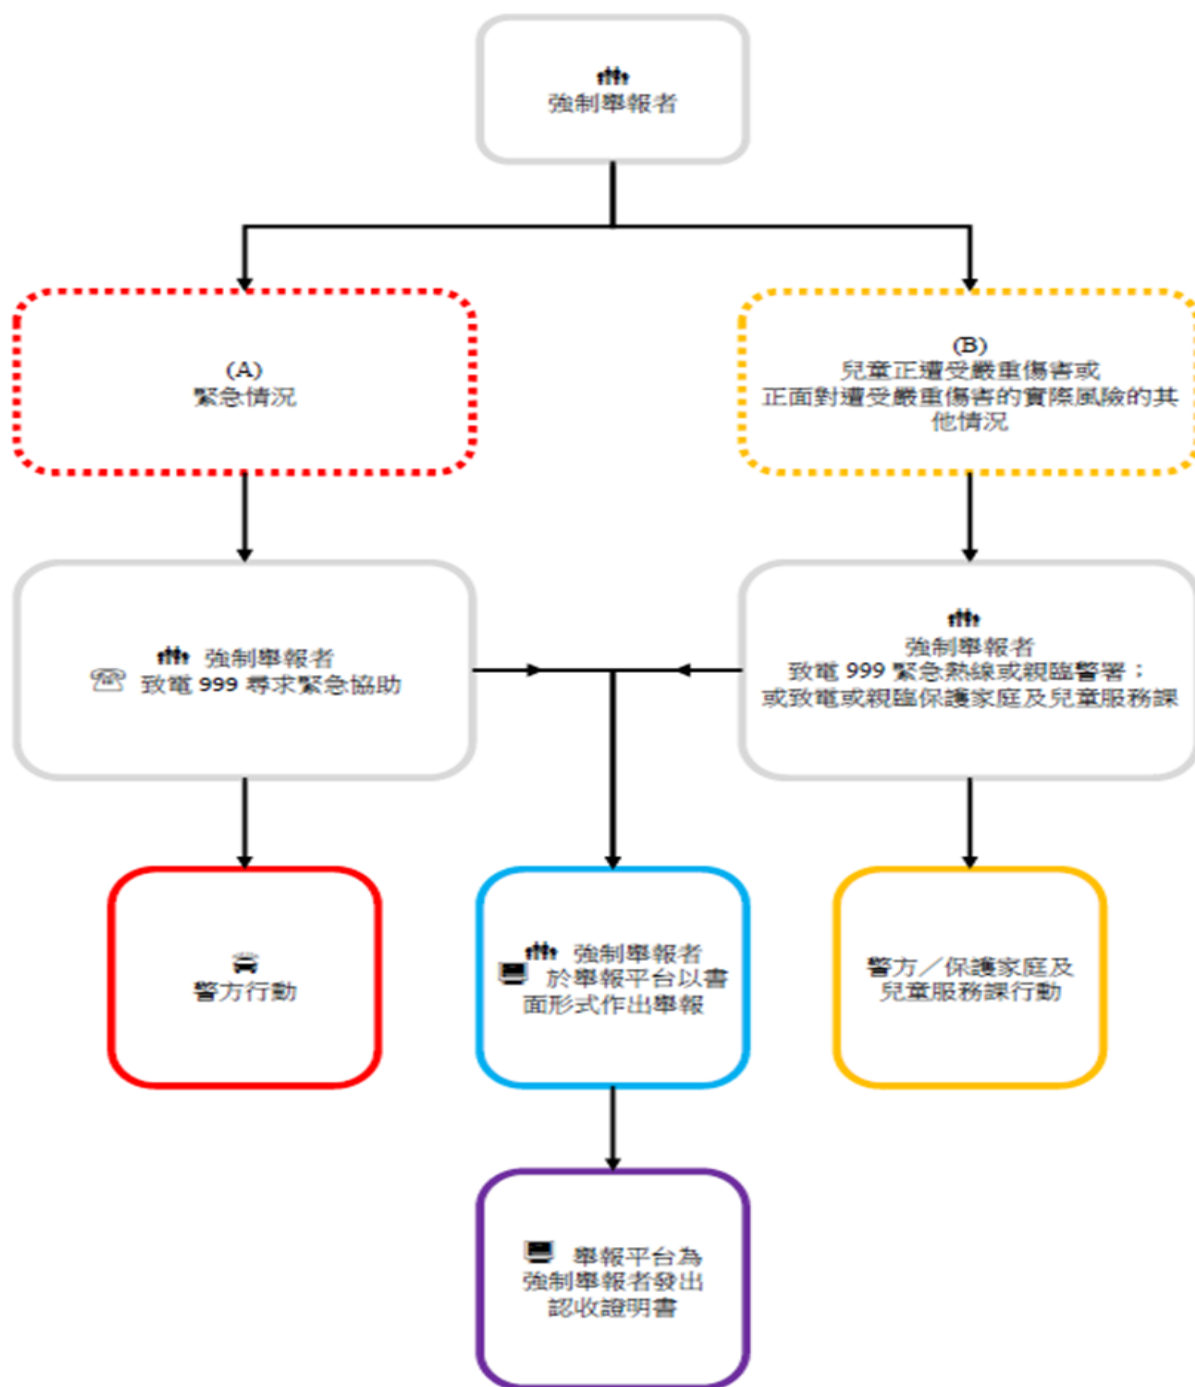 強制舉報者
(A)
緊急情況
(B)
兒童正遭受嚴重傷害或
正面對遭受嚴重傷害的實際風險的其
他情況
強制舉報者
致電 999 尋求緊急協助
強制舉報者
致電 999 緊急熱線或親臨警署；
或致電或親臨保護家庭及兒童服務課
警方行動
強制舉報者
於舉報平台以書
面形式作出舉報
警方／保護家庭及
兒童服務課行動
舉報平台為
強制舉報者發出
認收證明書